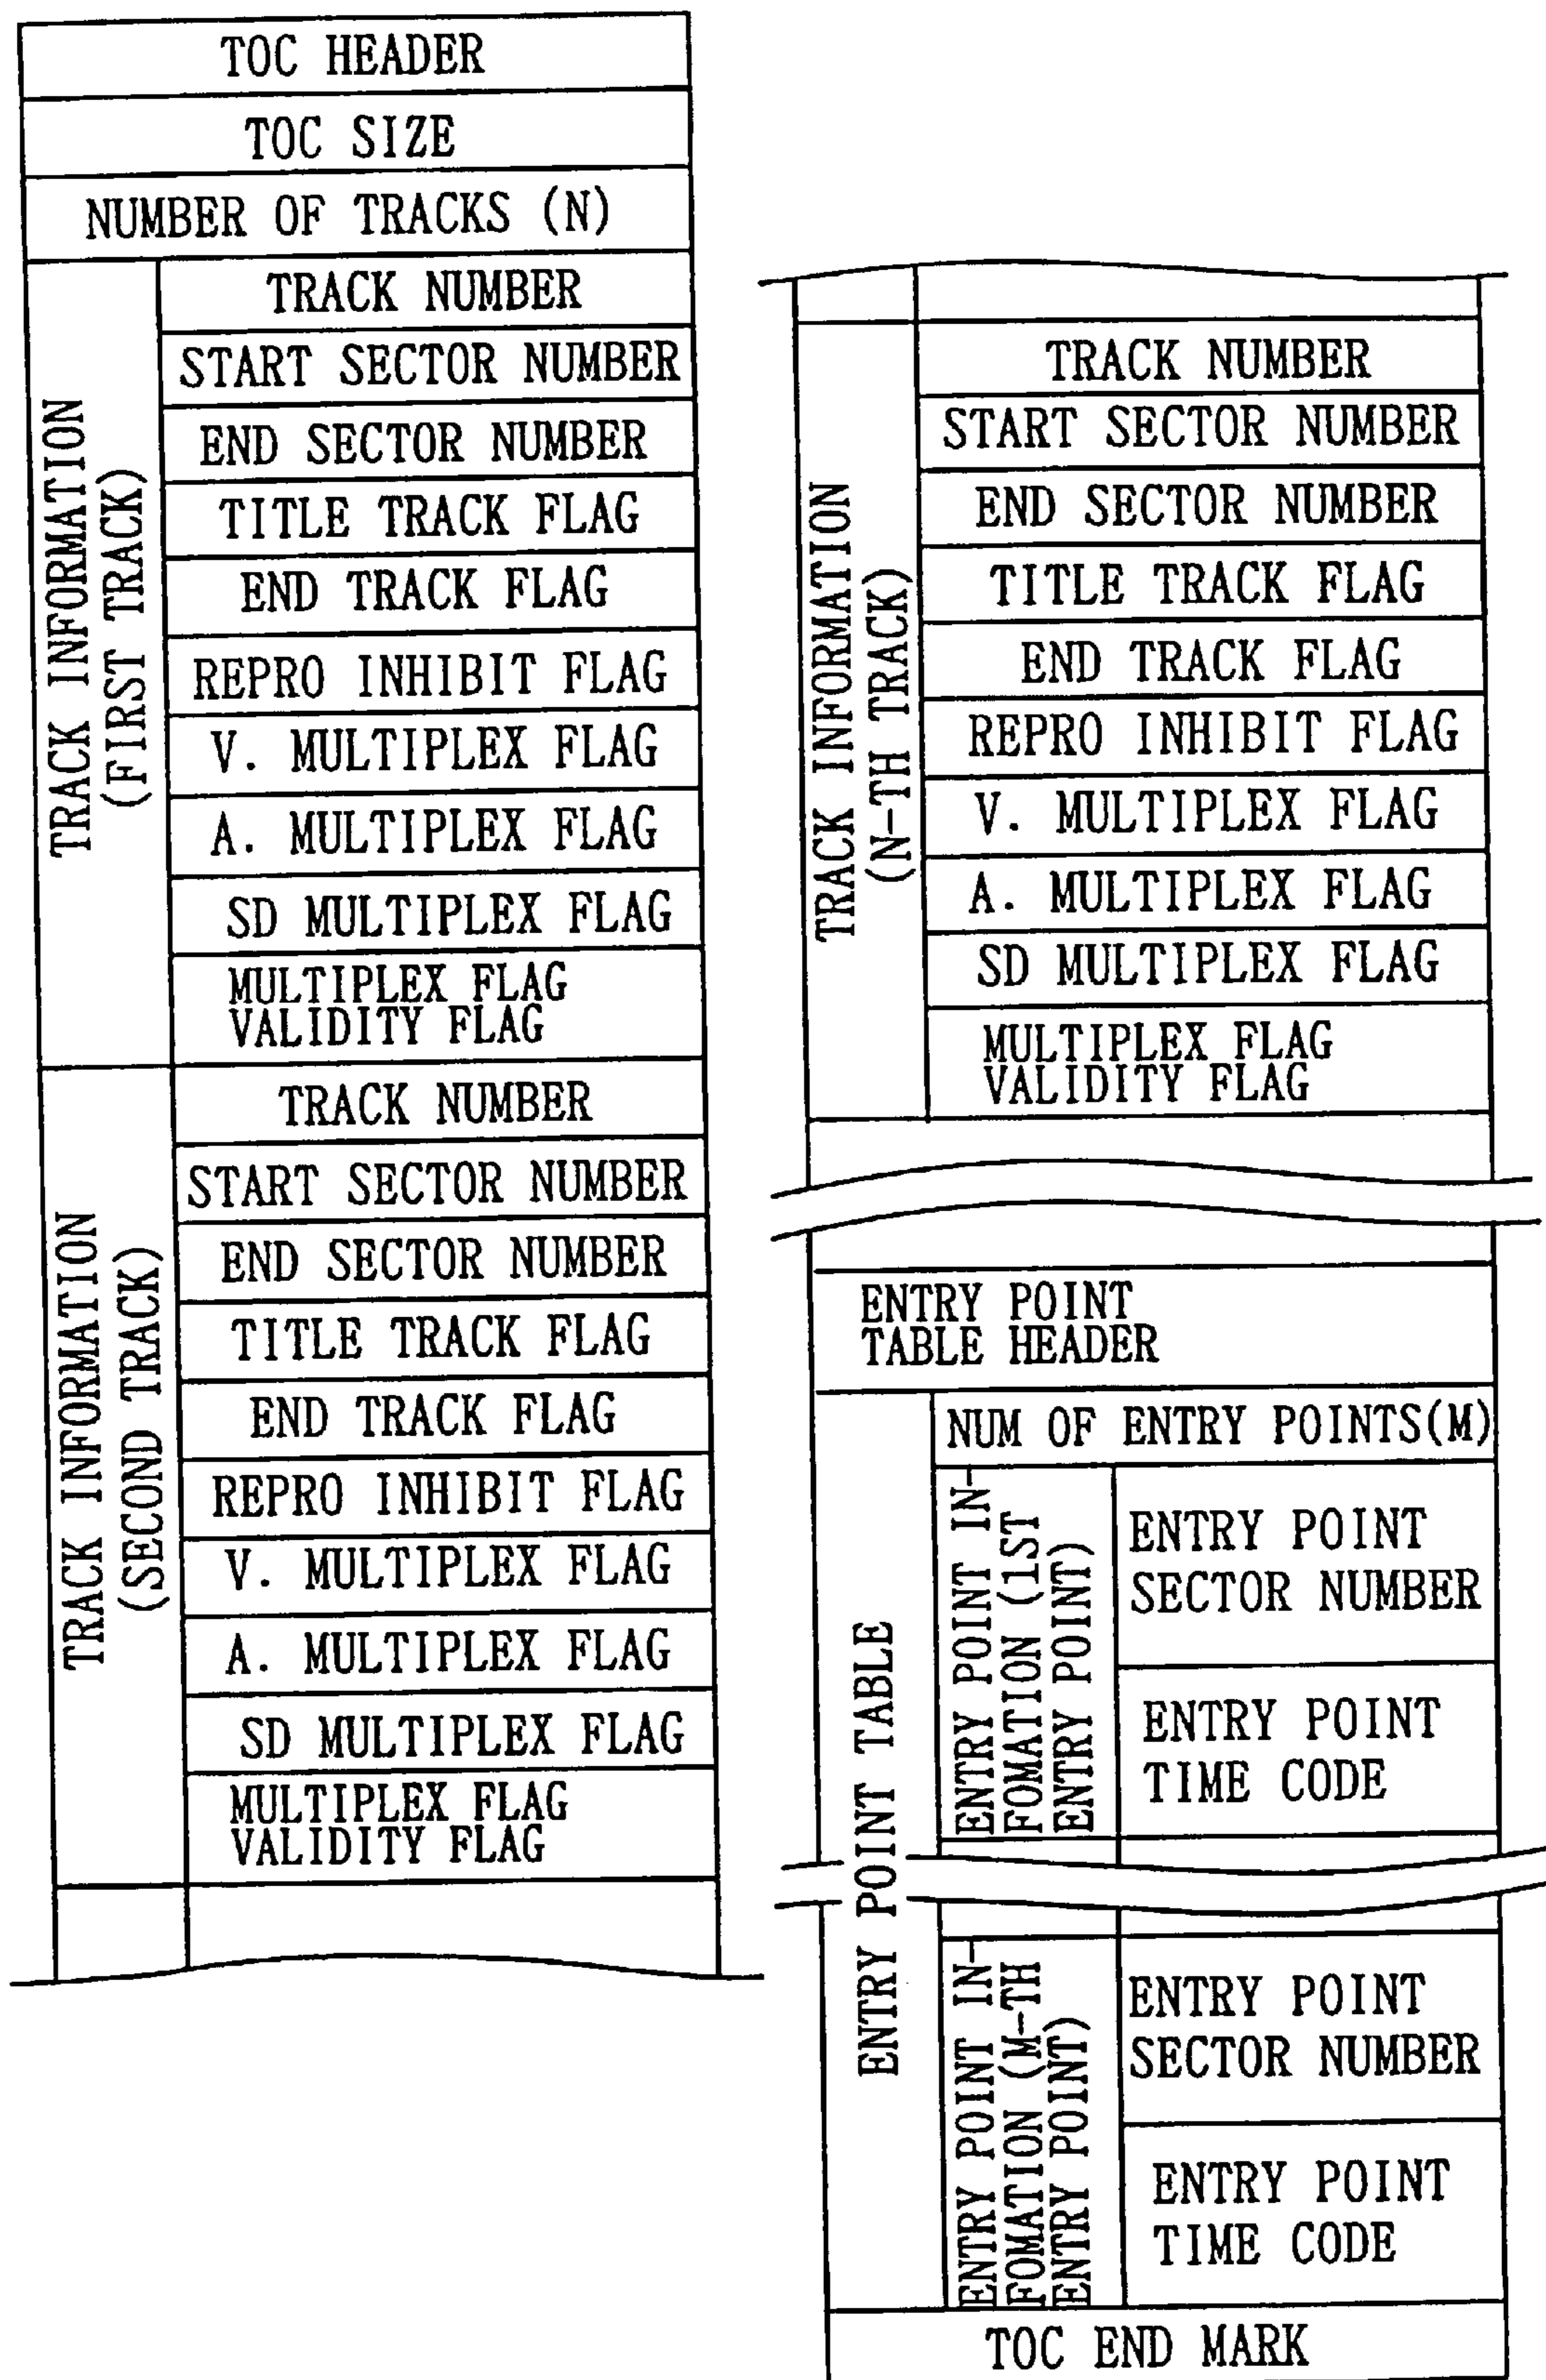 TOC HEADER
TOC SIZE
NUMBER OF TRACKS (N)
TRACK INFORMATION
(FIRST TRACK)
TRACK NUMBER
START SECTOR NUMBER
END SECTOR NUMBER
TITLE TRACK FLAG
END TRACK FLAG
REPRO INHIBIT FLAG
V. MULTIPLEX FLAG
A. MULTIPLEX FLAG
SD MULTIPLEX FLAG
MULTIPLEX FLAG
VALIDITY FLAG
TRACK INFORMATION
(SECOND TRACK)
TRACK NUMBER
START SECTOR NUMBER
END SECTOR NUMBER
TITLE TRACK FLAG
END TRACK FLAG
REPRO INHIBIT FLAG
V. MULTIPLEX FLAG
A. MULTIPLEX FLAG
SD MULTIPLEX FLAG
MULTIPLEX FLAG
VALIDITY FLAG
TRACK INFORMATION
(N-TH TRACK)
TRACK NUMBER
START SECTOR NUMBER
END SECTOR NUMBER
TITLE TRACK FLAG
END TRACK FLAG
REPRO INHIBIT FLAG
V. MULTIPLEX FLAG
A. MULTIPLEX FLAG
SD MULTIPLEX FLAG
MULTIPLEX FLAG
VALIDITY FLAG
ENTRY POINT
TABLE HEADER
ENTRY POINT TABLE
NUM OF ENTRY POINTS(M)
ENTRY POINT IN-
FOMATION (1ST
ENTRY POINT)
ENTRY POINT
SECTOR NUMBER
ENTRY POINT
TIME CODE
ENTRY POINT IN-
FOMATION (M-TH
ENTRY POINT)
ENTRY POINT
SECTOR NUMBER
ENTRY POINT
TIME CODE
TOC END MARK